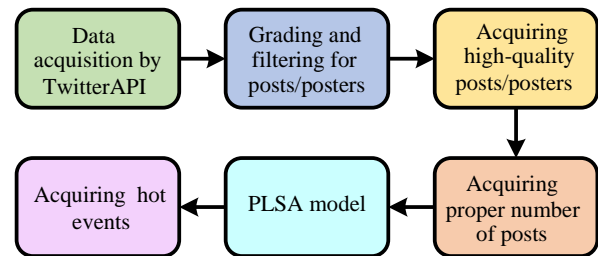 Data
acquisition by
TwitterAPI
Grading and
filtering for
posts/posters
Acquiring
high-quality
posts/posters
Acquiring
proper number
of posts
PLSA model
Acquiring hot
events